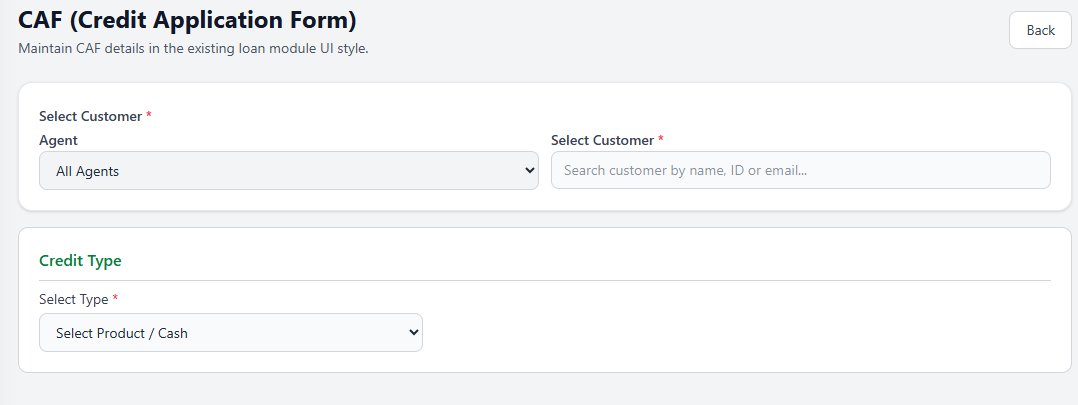 CAF (Credit Application Form)
Back
Maintain CAF details in the existing loan module UI style.
Select Customer *
Agent
Select Customer *
All Agents
Search customer by name, ID or email...
Credit Type
Select Type *
Select Product / Cash